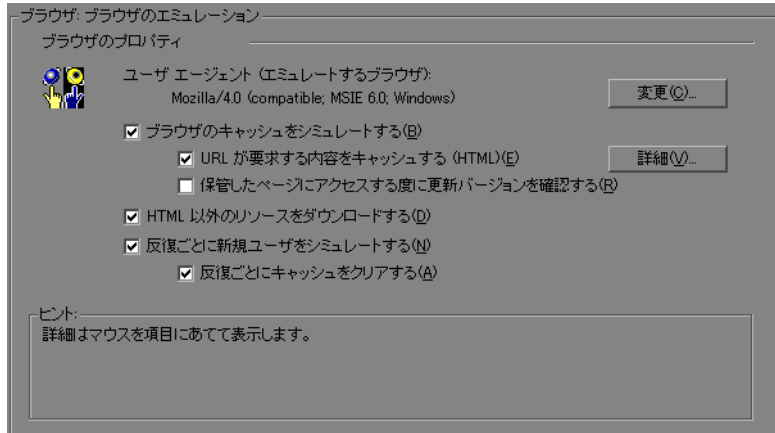 ブラウザ: ブラウザのエミュレーション
ブラウザのプロパティ
ユーザ エージェント (エミュレートするブラウザ):
Mozilla/4.0 (compatible; MSIE 6.0; Windows)
変更(C)...
ブラウザのキャッシュをシミュレートする(B)
URL が要求する内容をキャッシュする (HTML)(E)
詳細(V)...
保管したページにアクセスする度に更新バージョンを確認する(R)
HTML 以外のリソースをダウンロードする(D)
反復ごとに新規ユーザをシミュレートする(N)
反復ごとにキャッシュをクリアする(A)
ヒント:
詳細はマウスを項目にあてて表示します。